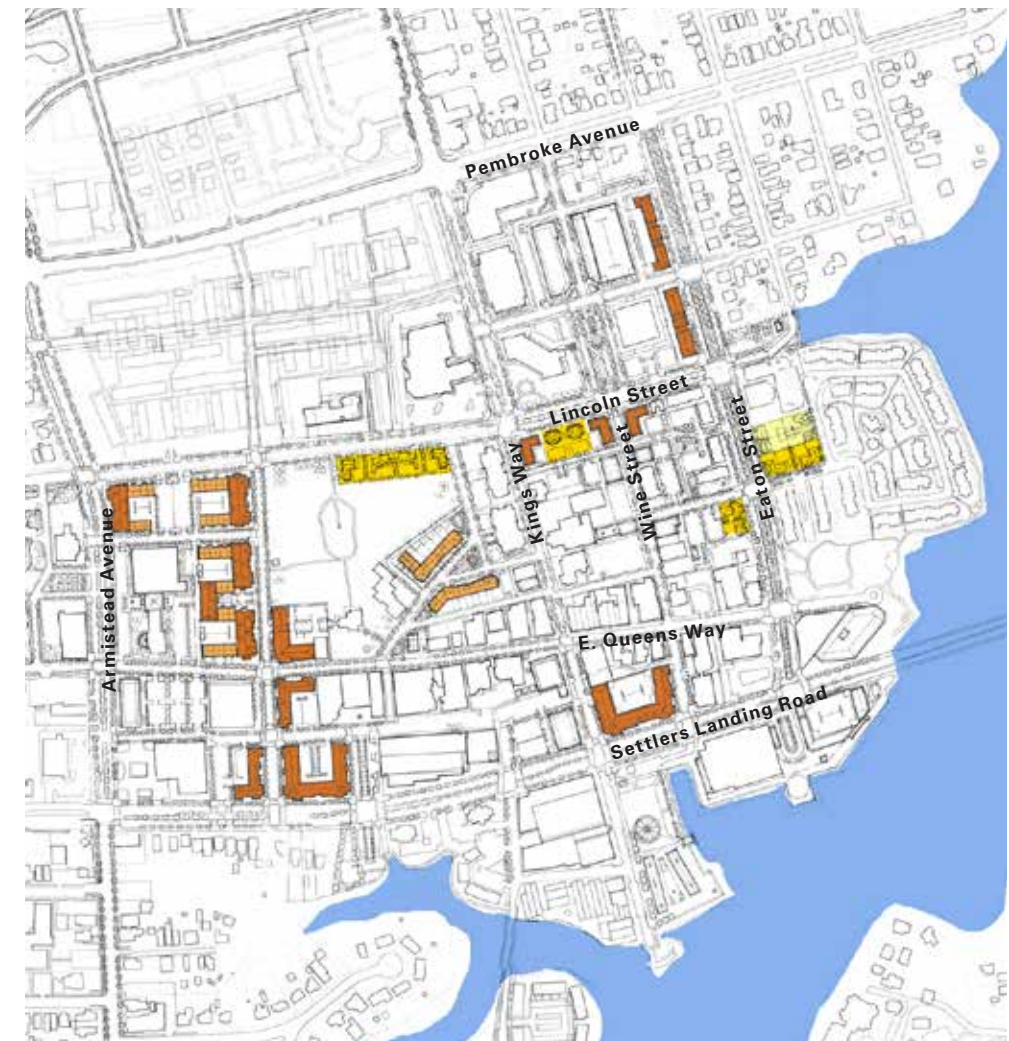 Pembroke Avenue
Lincoln Street
Kings Way
Wine Street
Eaton Street
Armistead Avenue
E. Queens Way
Settlers Landing Road